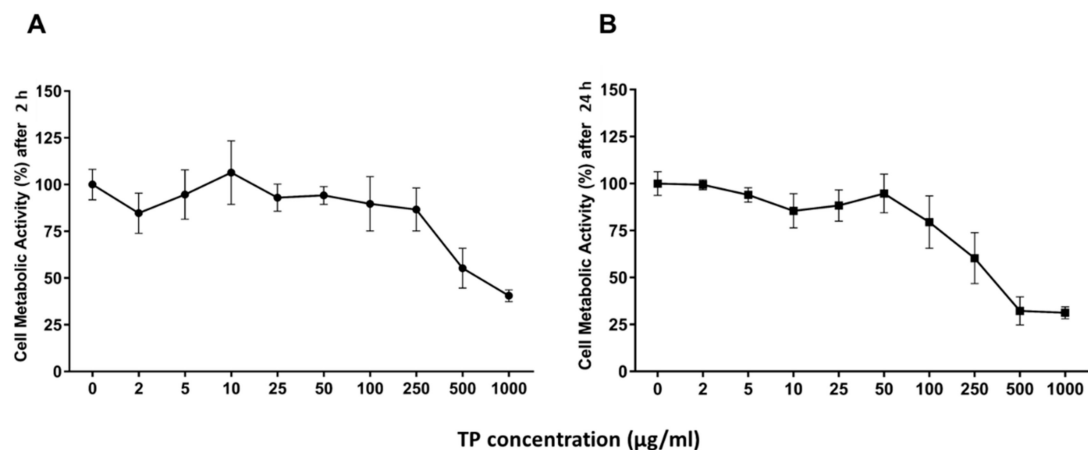 A
B
Cell Metabolic Activity (%) after 2 h
150
125
100
75
50
25
0
0 2 5 10 25 50 100 250 500 1000
Cell Metabolic Activity (%) after 24 h
150
125
100
75
50
25
0
0 2 5 10 25 50 100 250 500 1000
TP concentration (µg/ml)